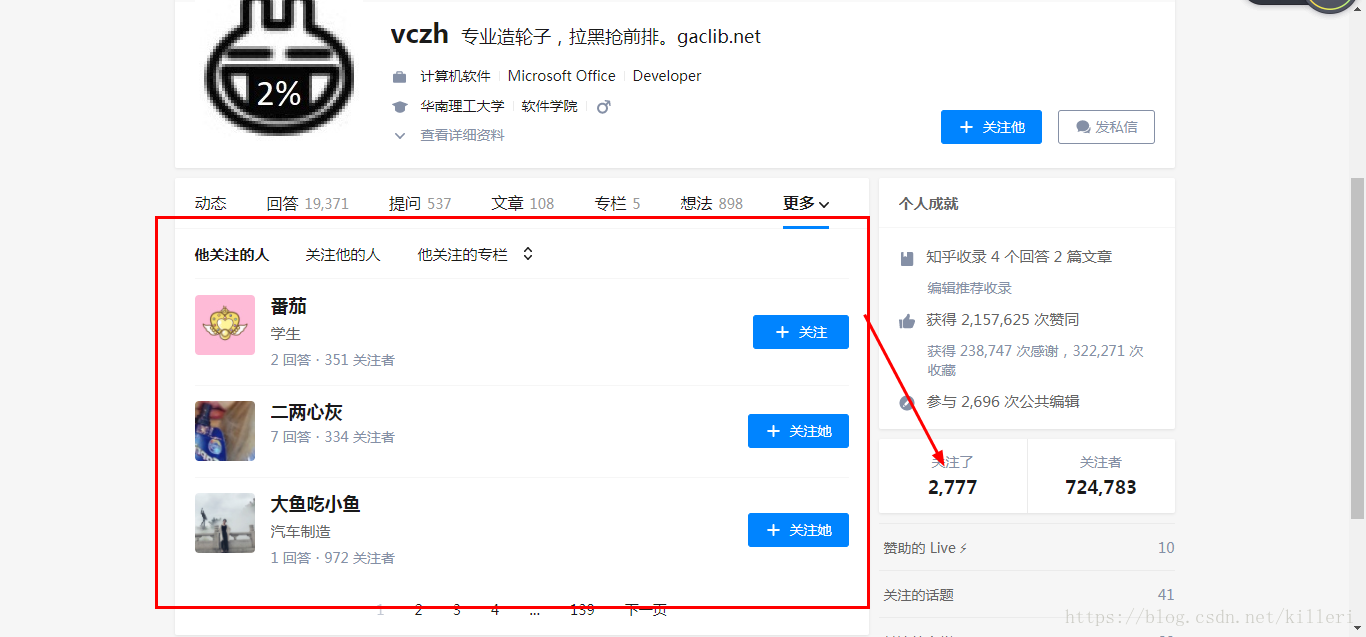 2%
vczh 专业造轮子，拉黑抢前排。gaclib.net
计算机软件 Microsoft Office Developer
华南理工大学 软件学院
查看详细资料
+ 关注他 发私信
动态 回答 19,371 提问 537 文章 108 专栏 5 想法 898 更多
他关注的人 关注他的人 他关注的专栏
番茄
学生
2 回答 · 351 关注者
+ 关注
二两心灰
7 回答 · 334 关注者
+ 关注她
大鱼吃小鱼
汽车制造
1 回答 · 972 关注者
+ 关注她
1 2 3 4 ... 139 下一页
个人成就
知乎收录 4 个回答 2 篇文章
编辑推荐收录
获得 2,157,625 次赞同
获得 238,747 次感谢，322,271 次
收藏
参与 2,696 次公共编辑
关注了 关注者
2,777 724,783
赞助的 Live 10
关注的话题 41
https://blog.csdn.net/killeri